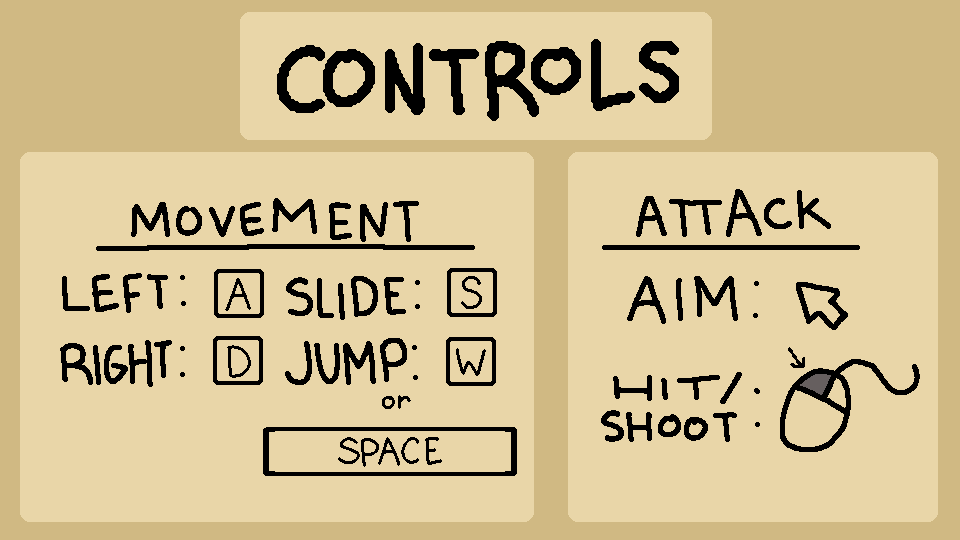 CONTROLS
MOVEMENT
LEFT: A SLIDE: S
RIGHT: D JUMP: W
or
SPACE
ATTACK
AIM:
HIT/:
SHOOT